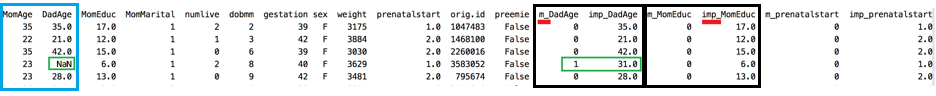 MomAge DadAge MomEduc MomMarital numlive dobmm gestation sex weight prenatalstart orig.id preemie m_DadAge imp_DadAge m_MomEduc imp_MomEduc m_prenatalstart imp_prenatalstart
35 35.0 17.0 1 2 2 39 F 3175 1.0 1047483 False 0 35.0 0 17.0 0 1.0
22 21.0 12.0 1 1 3 42 F 3884 2.0 1468100 False 0 21.0 0 12.0 0 2.0
35 42.0 15.0 1 0 6 39 F 3030 2.0 2260016 False 0 42.0 0 15.0 0 2.0
23 NaN 6.0 1 2 8 40 F 3629 1.0 3583052 False 1 31.0 0 6.0 0 1.0
23 28.0 13.0 1 0 9 42 F 3481 2.0 795674 False 0 28.0 0 13.0 0 2.0